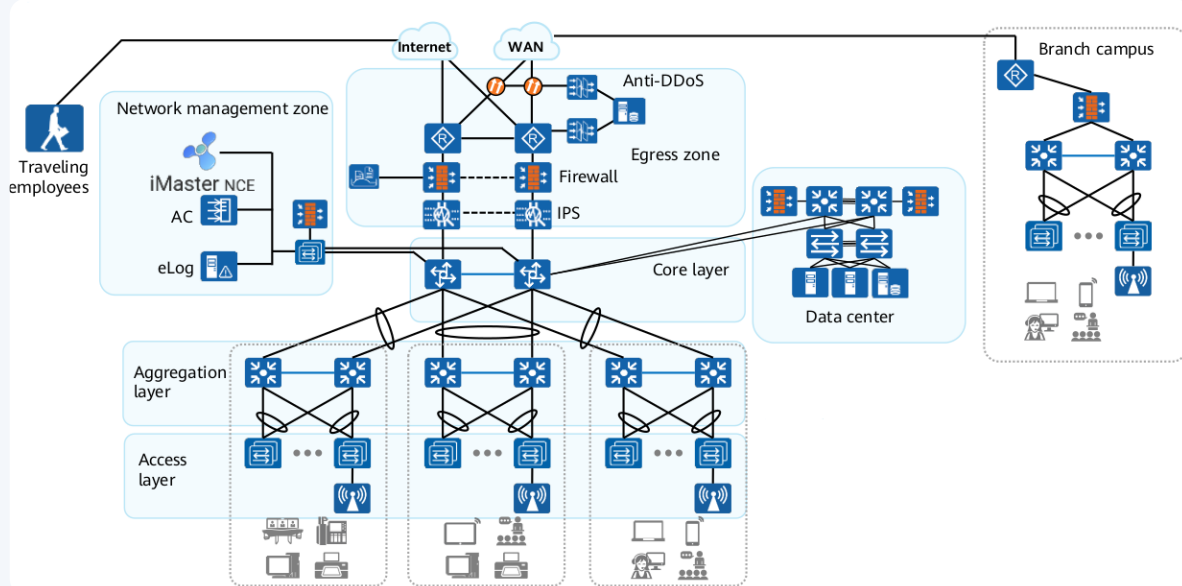 Internet
WAN
Branch campus
Anti-DDoS
R
Network management zone
R
R
Egress zone
Traveling
employees
iMaster NCE
Firewall
AC
IPS
eLog
Core layer
Data center
Aggregation
layer
Access
layer
IP